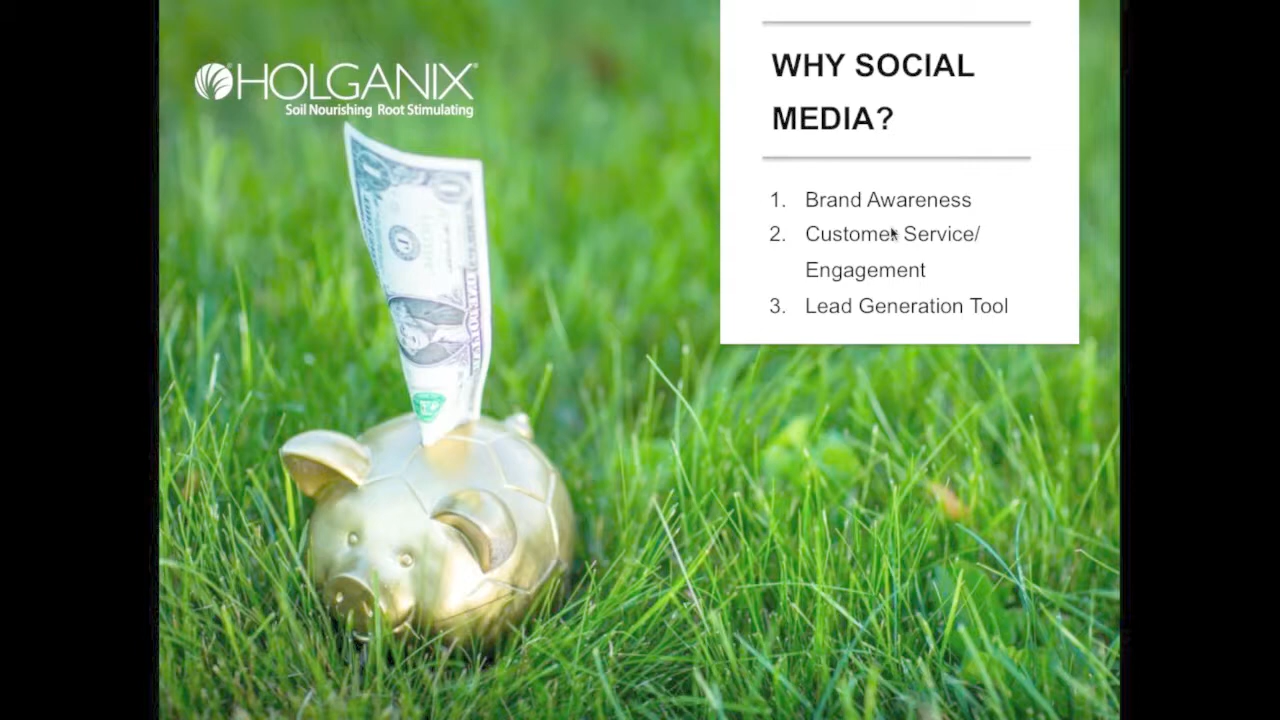 HOLGANIX®
Soil Nourishing Root Stimulating
WHY SOCIAL
MEDIA?
1. Brand Awareness
2. Customer Service/
Engagement
3. Lead Generation Tool